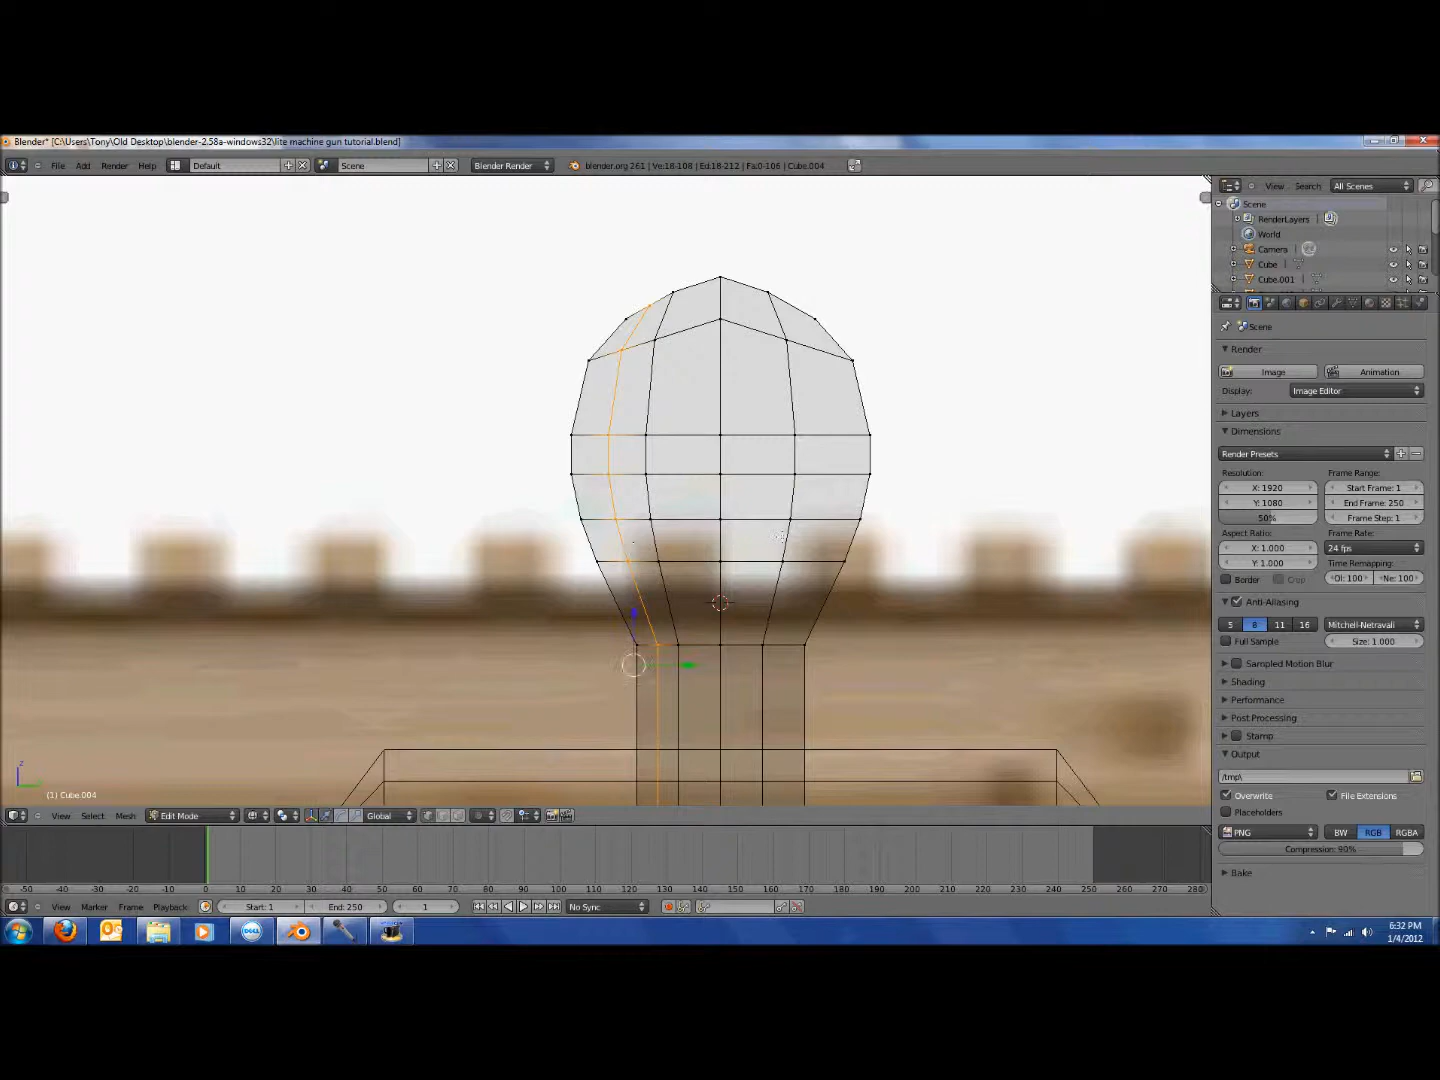 Blender* [C:\Users\Tony\Old Desktop\blender-2.58a-windows32\lite machine gun tutorial.blend]
File Add Render Help Default Scene Blender Render blender.org 261 | Ve:18-108 | Ed:18-212 | Fa:0-106 | Cube.004
View Search All Scenes
Scene
RenderLayers
World
Camera
Cube
Cube.001
Scene
Render
Image Animation
Display: Image Editor
Layers
Dimensions
Render Presets
Resolution: Frame Range:
X: 1920 Start Frame: 1
Y: 1080 End Frame: 250
50% Frame Step: 1
Aspect Ratio: Frame Rate:
X: 1.000 24 fps
Y: 1.000 Time Remapping:
Border Crop Ol: 100 Ne: 100
Anti-Aliasing
5 8 11 16 Mitchell-Netravali
Full Sample Size: 1.000
Sampled Motion Blur
Shading
Performance
Post Processing
Stamp
Output
/tmp\
Overwrite File Extensions
Placeholders
PNG BW RGB RGBA
Compression: 90%
Bake
z
(1) Cube.004
View Select Mesh Edit Mode Global
-50 -40 -30 -20 -10 0 10 20 30 40 50 60 70 80 90 100 110 120 130 140 150 160 170 180 190 200 210 220 230 240 250 260 270 280
View Marker Frame Playback Start: 1 End: 250 1 No Sync
DELL
6:32 PM
1/4/2012